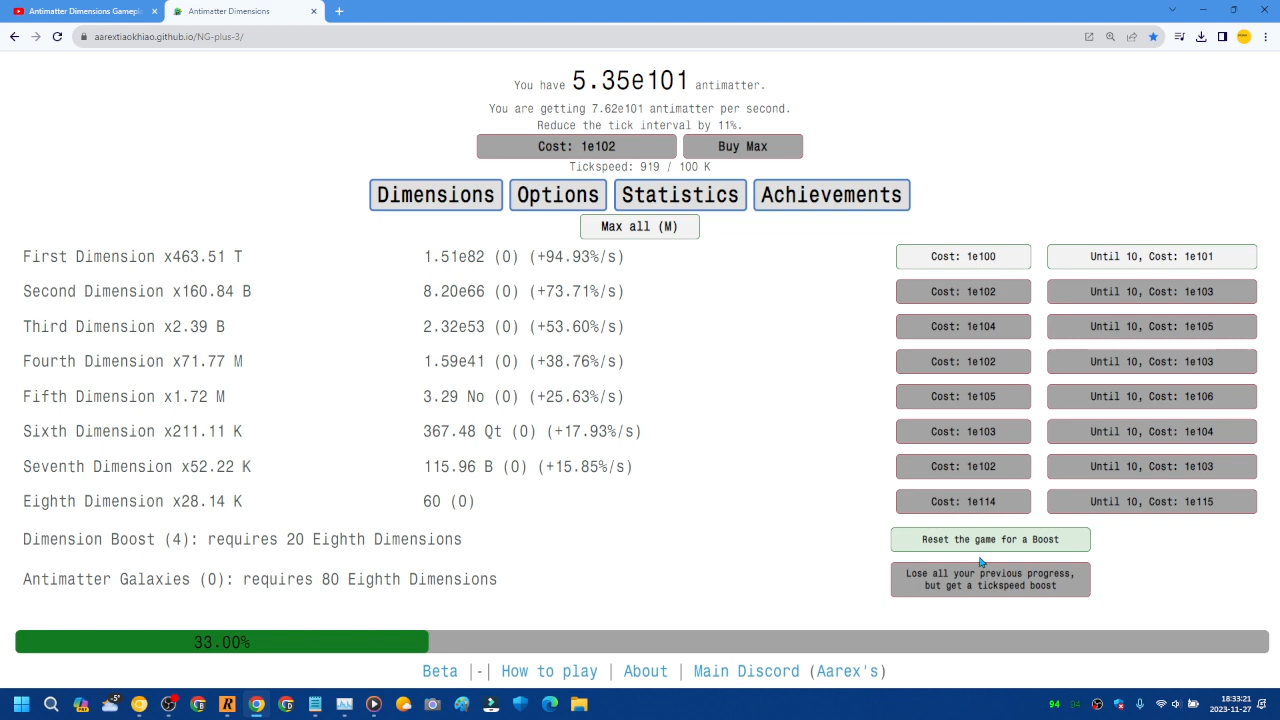 Antimatter Dimensions Gamepl
Antimatter Dimensions
aarextiaokhiao.github.io/NG-plus-3/
You have 5.35e101 antimatter.
You are getting 7.62e101 antimatter per second.
Reduce the tick interval by 11%.
Cost: 1e102 Buy Max
Tickspeed: 919 / 100 K
Dimensions Options Statistics Achievements
Max all (M)
First Dimension x463.51 T 1.51e82 (0) (+94.93%/s) Cost: 1e100 Until 10, Cost: 1e101
Second Dimension x160.84 B 8.20e66 (0) (+73.71%/s) Cost: 1e102 Until 10, Cost: 1e103
Third Dimension x2.39 B 2.32e53 (0) (+53.60%/s) Cost: 1e104 Until 10, Cost: 1e105
Fourth Dimension x71.77 M 1.59e41 (0) (+38.76%/s) Cost: 1e102 Until 10, Cost: 1e103
Fifth Dimension x1.72 M 3.29 No (0) (+25.63%/s) Cost: 1e105 Until 10, Cost: 1e106
Sixth Dimension x211.11 K 367.48 Qt (0) (+17.93%/s) Cost: 1e103 Until 10, Cost: 1e104
Seventh Dimension x52.22 K 115.96 B (0) (+15.85%/s) Cost: 1e102 Until 10, Cost: 1e103
Eighth Dimension x28.14 K 60 (0) Cost: 1e114 Until 10, Cost: 1e115
Dimension Boost (4): requires 20 Eighth Dimensions Reset the game for a Boost
Antimatter Galaxies (0): requires 80 Eighth Dimensions Lose all your previous progress,
but get a tickspeed boost
33.00%
Beta |-| How to play | About | Main Discord (Aarex's)
-5°
94 94
18:33:21
2023-11-27